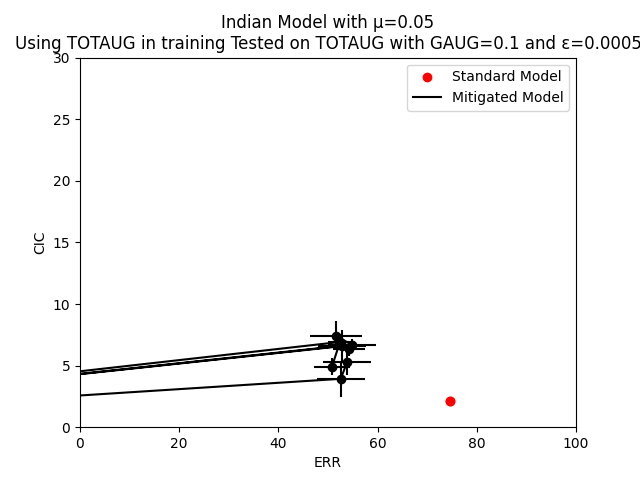 Indian Model with μ=0.05
Using TOTAUG in training Tested on TOTAUG with GAUG=0.1 and ε=0.0005
Standard Model
Mitigated Model
30
25
20
15
10
5
0
CIC
0 20 40 60 80 100
ERR